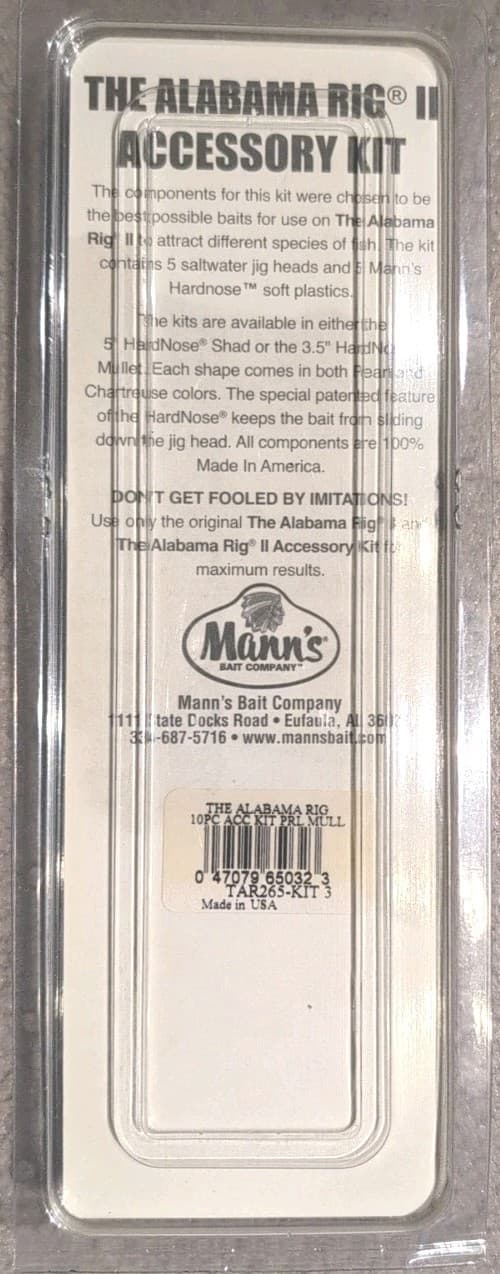 THE ALABAMA RIG® II
ACCESSORY KIT
The components for this kit were chosen to be
the best possible baits for use on The Alabama
Rig® II to attract different species of fish. The kit
contains 5 saltwater jig heads and 5 Mann's
Hardnose™ soft plastics.
The kits are available in either the
5" HardNose® Shad or the 3.5" HardNo
Mullet. Each shape comes in both Pearl and
Chartreuse colors. The special patented feature
of the HardNose® keeps the bait from sliding
down the jig head. All components are 100%
Made In America.
DON'T GET FOOLED BY IMITATIONS!
Use only the original The Alabama Rig® and
The Alabama Rig® II Accessory Kit for
maximum results.
Mann's®
BAIT COMPANY™
Mann's Bait Company
1111 State Docks Road • Eufaula, AL
334-687-5716 • www.mannsbait.com
THE ALABAMA RIG
10PC ACC KIT PRL MULL
0 47079 65032 3
TAR265-KIT 3
Made in USA